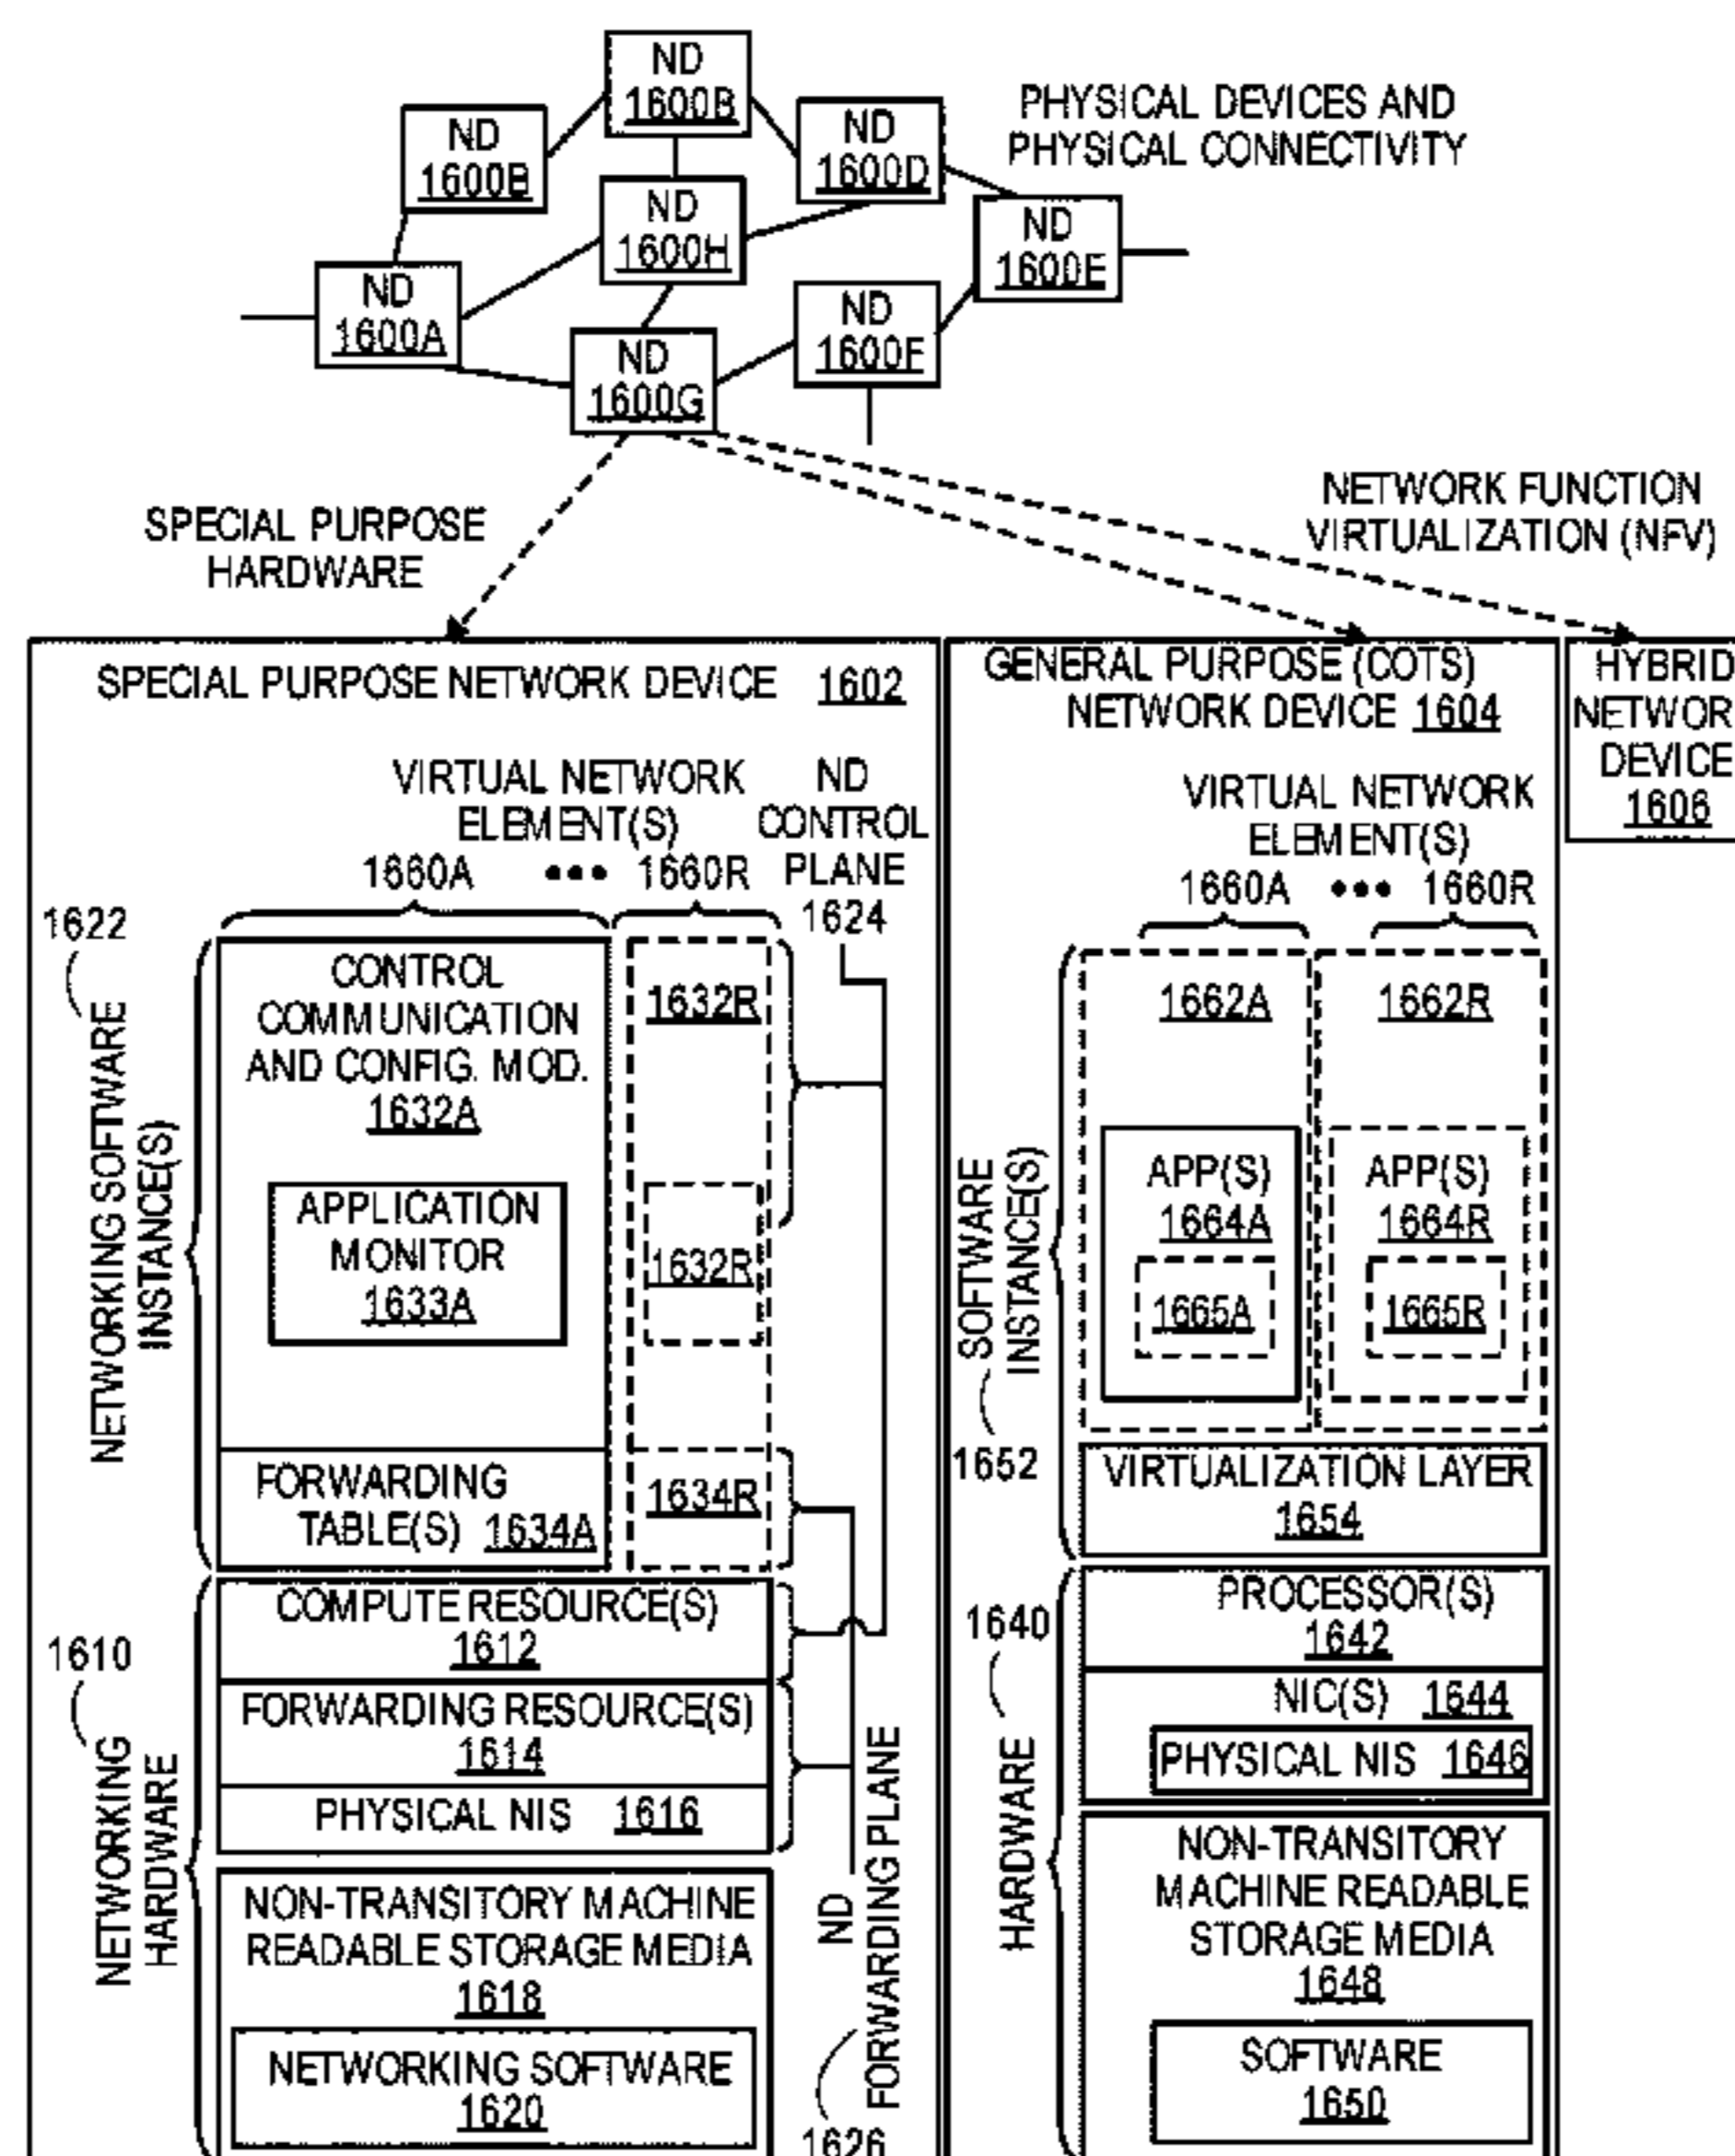 ND
1600B
ND
1600B
ND
1600D
PHYSICAL DEVICES AND
PHYSICAL CONNECTIVITY
ND
1600H
ND
1600E
ND
1600A
ND
1600F
ND
1600G
SPECIAL PURPOSE
HARDWARE
NETWORK FUNCTION
VIRTUALIZATION (NFV)
SPECIAL PURPOSE NETWORK DEVICE 1602
VIRTUAL NETWORK
ELEMENT(S)
1660A ••• 1660R
ND
CONTROL
PLANE
1624
1622
NETWORKING SOFTWARE
INSTANCE(S)
CONTROL
COMMUNICATION
AND CONFIG. MOD.
1632A
1632R
APPLICATION
MONITOR
1633A
1632R
FORWARDING
TABLE(S) 1634A
1634R
1610
NETWORKING
HARDWARE
COMPUTE RESOURCE(S)
1612
FORWARDING RESOURCE(S)
1614
PHYSICAL NIS 1616
NON-TRANSITORY MACHINE
READABLE STORAGE MEDIA
1618
NETWORKING SOFTWARE
1620
ND
FORWARDING PLANE
1626
GENERAL PURPOSE (COTS)
NETWORK DEVICE 1604
VIRTUAL NETWORK
ELEMENT(S)
1660A ••• 1660R
1662A
1662R
SOFTWARE
INSTANCE(S)
1652
APP(S)
1664A
1665A
APP(S)
1664R
1665R
VIRTUALIZATION LAYER
1654
1640
HARDWARE
PROCESSOR(S)
1642
NIC(S) 1644
PHYSICAL NIS 1646
NON-TRANSITORY
MACHINE READABLE
STORAGE MEDIA
1648
SOFTWARE
1650
HYBRID
NETWOR
DEVICE
1606